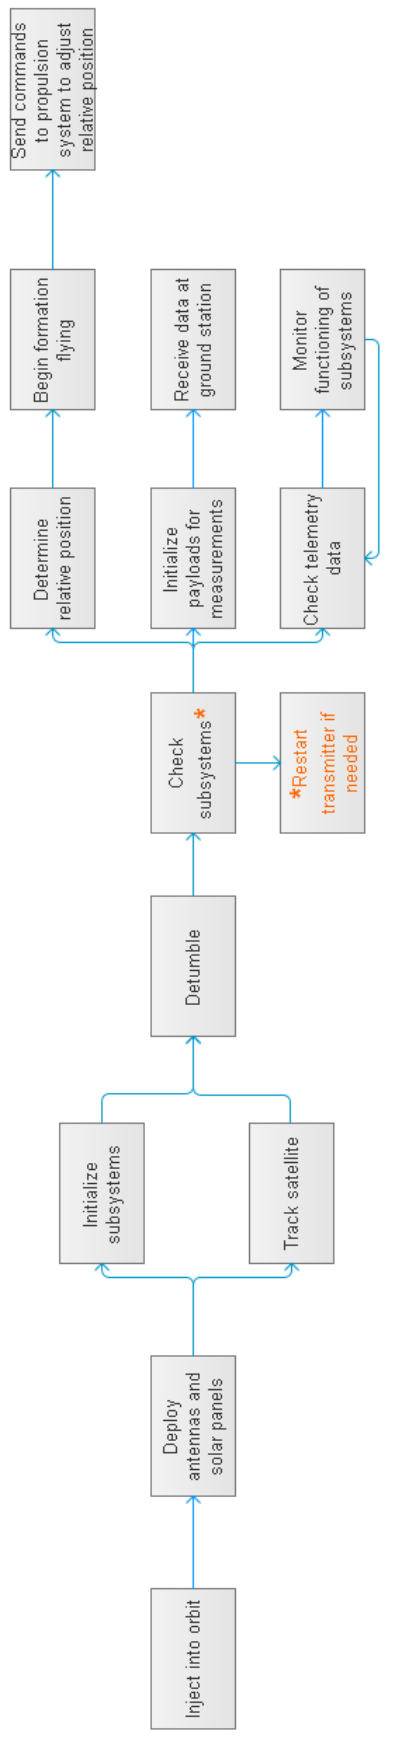 Inject into orbit
Deploy
antennas and
solar panels
Initialize
subsystems
Track satellite
Detumble
Check
subsystems*
*Restart
transmitter if
needed
Determine
relative position
Initialize
payloads for
measurements
Check telemetry
data
Begin formation
flying
Receive data at
ground station
Monitor
functioning of
subsystems
Send commands
to propulsion
system to adjust
relative position